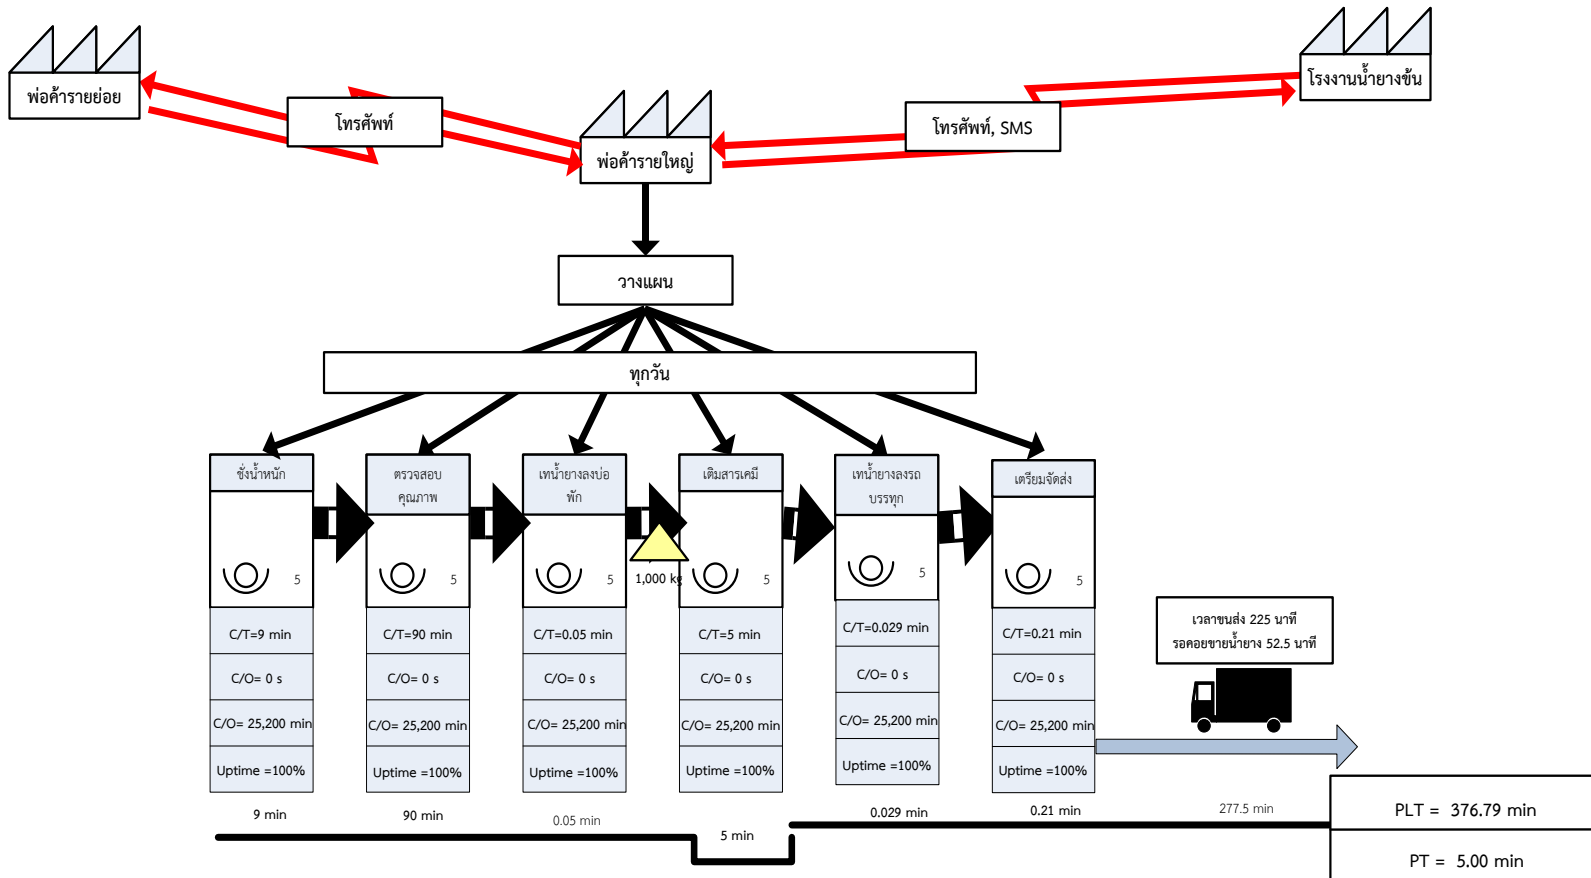 พ่อค้ารายย่อย
โทรศัพท์
พ่อค้ารายใหญ่
โทรศัพท์, SMS
โรงงานน้ำยางข้น
วางแผน
ทุกวัน
ชั่งน้ำหนัก
5
C/T=9 min
C/O= 0 s
C/O= 25,200 min
Uptime =100%
9 min
ตรวจสอบ
คุณภาพ
5
C/T=90 min
C/O= 0 s
C/O= 25,200 min
Uptime =100%
90 min
เทน้ำยางลงบ่อ
พัก
5
C/T=0.05 min
C/O= 0 s
C/O= 25,200 min
Uptime =100%
0.05 min
1,000 kg
เติมสารเคมี
5
C/T=5 min
C/O= 0 s
C/O= 25,200 min
Uptime =100%
5 min
เทน้ำยางลงรถ
บรรทุก
5
C/T=0.029 min
C/O= 0 s
C/O= 25,200 min
Uptime =100%
0.029 min
เตรียมจัดส่ง
5
C/T=0.21 min
C/O= 0 s
C/O= 25,200 min
Uptime =100%
0.21 min
เวลาขนส่ง 225 นาที
รอคอยขายน้ำยาง 52.5 นาที
277.5 min
PLT = 376.79 min
PT = 5.00 min